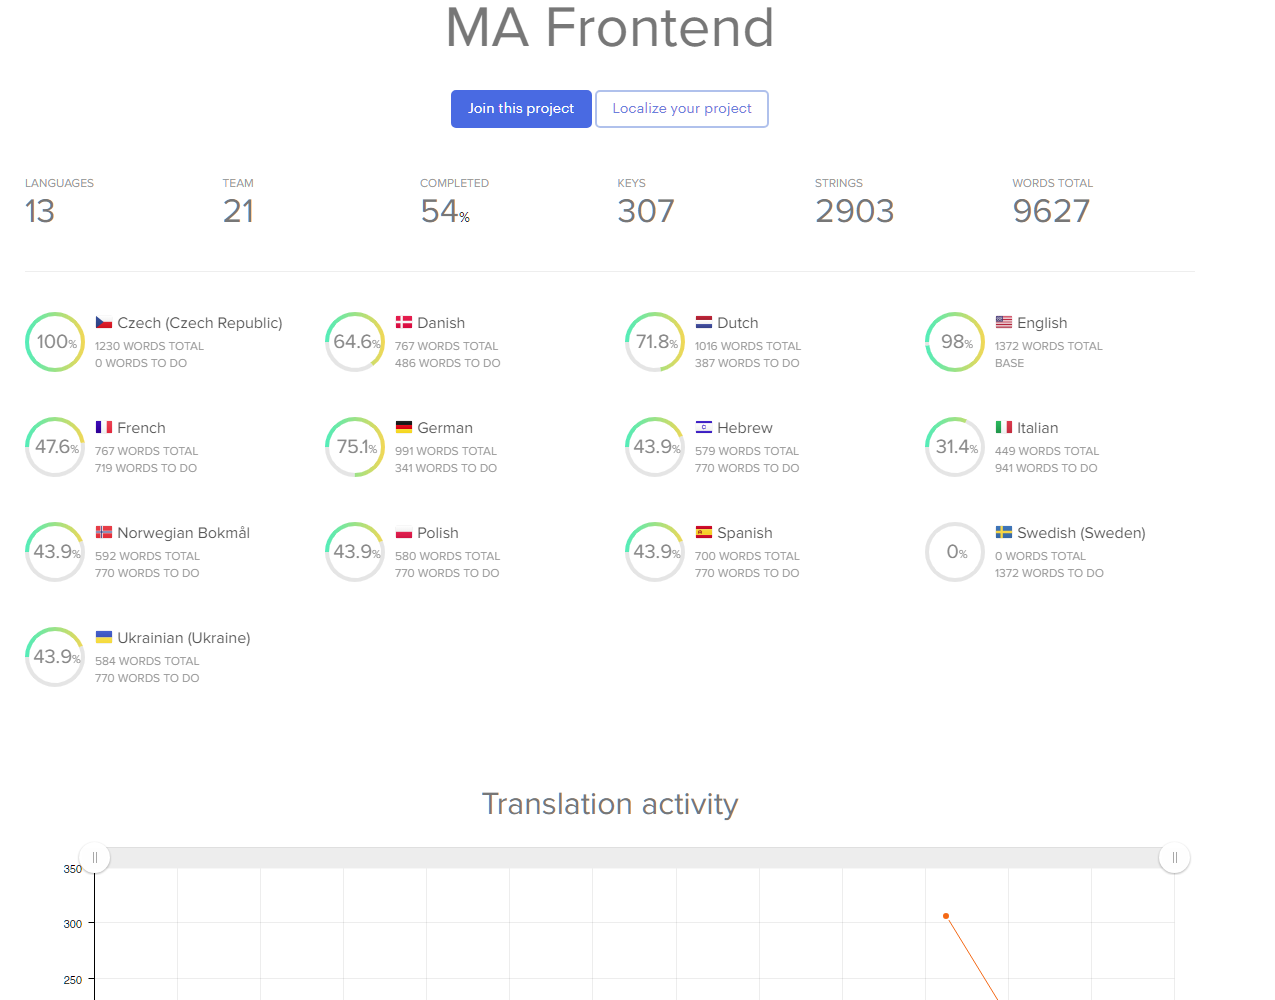 MA Frontend
Join this project
Localize your project
LANGUAGES
13
TEAM
21
COMPLETED
54%
KEYS
307
STRINGS
2903
WORDS TOTAL
9627
100%
Czech (Czech Republic)
1230 WORDS TOTAL
0 WORDS TO DO
64.6%
Danish
767 WORDS TOTAL
486 WORDS TO DO
71.8%
Dutch
1016 WORDS TOTAL
387 WORDS TO DO
98%
English
1372 WORDS TOTAL
BASE
47.6%
French
767 WORDS TOTAL
719 WORDS TO DO
75.1%
German
991 WORDS TOTAL
341 WORDS TO DO
43.9%
Hebrew
579 WORDS TOTAL
770 WORDS TO DO
31.4%
Italian
449 WORDS TOTAL
941 WORDS TO DO
43.9%
Norwegian Bokmål
592 WORDS TOTAL
770 WORDS TO DO
43.9%
Polish
580 WORDS TOTAL
770 WORDS TO DO
43.9%
Spanish
700 WORDS TOTAL
770 WORDS TO DO
0%
Swedish (Sweden)
0 WORDS TOTAL
1372 WORDS TO DO
43.9%
Ukrainian (Ukraine)
584 WORDS TOTAL
770 WORDS TO DO
Translation activity
350
300
250